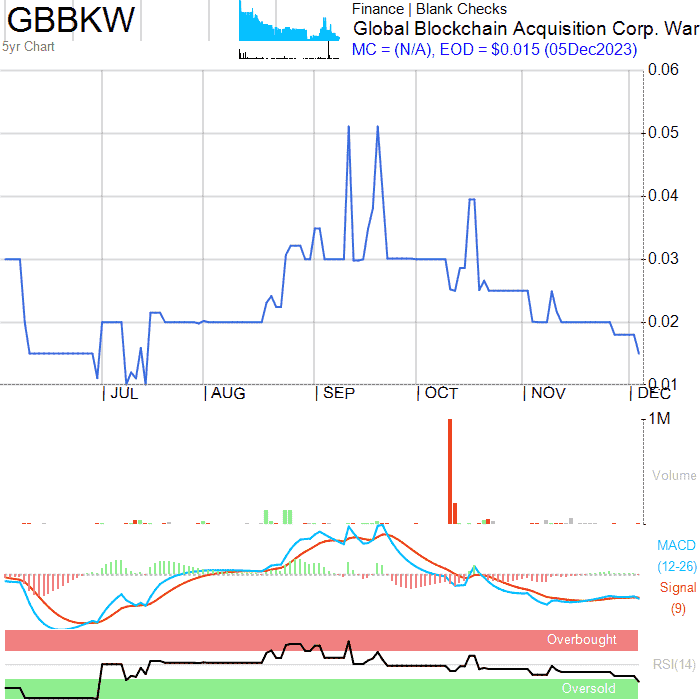 GBBKW
5yr Chart
Finance | Blank Checks
Global Blockchain Acquisition Corp. War
MC = (N/A), EOD = $0.015 (05Dec2023)
0.06
0.05
0.04
0.03
0.02
0.01
JUL
AUG
SEP
OCT
NOV
DEC
1M
Volume
MACD
(12-26)
Signal
(9)
Overbought
RSI(14)
Oversold